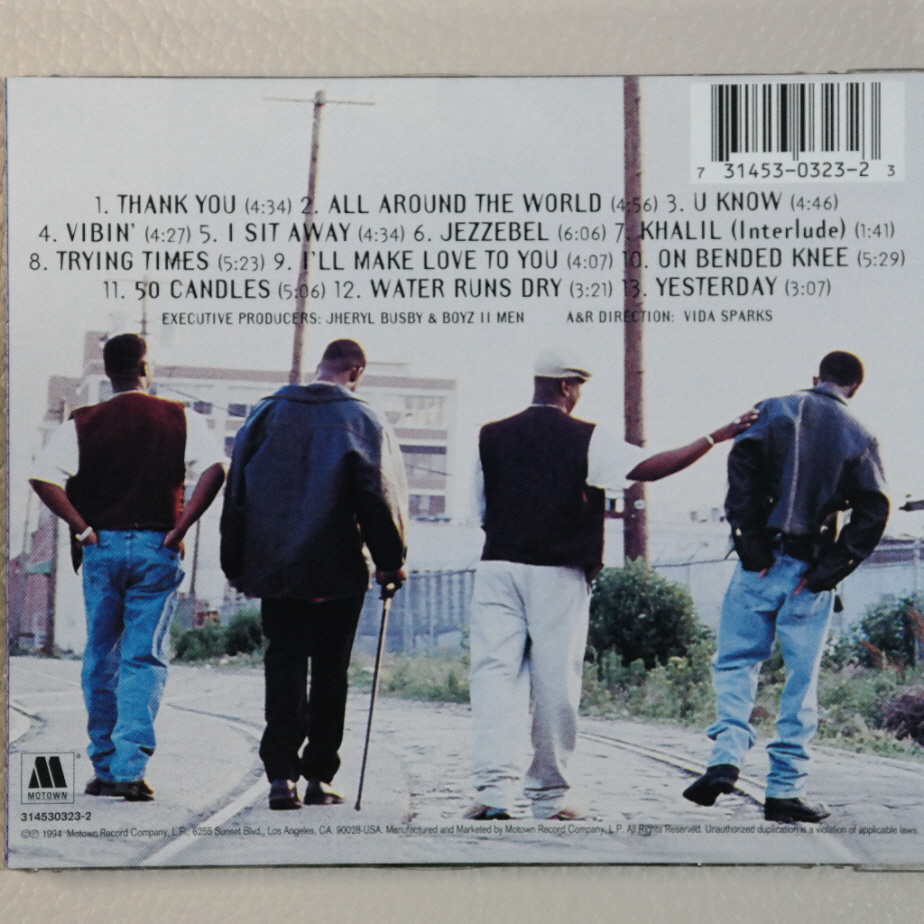 7 31453-0323-2 3
1. THANK YOU (4:34) 2. ALL AROUND THE WORLD (4:56) 3. U KNOW (4:46)
4. VIBIN' (4:27) 5. I SIT AWAY (4:34) 6. JEZZEBEL (6:06) 7. KHALIL (Interlude) (1:41)
8. TRYING TIMES (5:23) 9. I'LL MAKE LOVE TO YOU (4:07) 10. ON BENDED KNEE (5:29)
11. 50 CANDLES (5:06) 12. WATER RUNS DRY (3:21) 13. YESTERDAY (3:07)
EXECUTIVE PRODUCERS: JHERYL BUSBY & BOYZ II MEN A&R DIRECTION: VIDA SPARKS
M
MOTOWN
314530323-2
©℗ 1994 Motown Record Company, L.P., 6255 Sunset Blvd., Los Angeles, CA. 90028-USA. Manufactured and Marketed by Motown Record Company, L.P. All Rights Reserved. Unauthorized duplication is a violation of applicable laws.